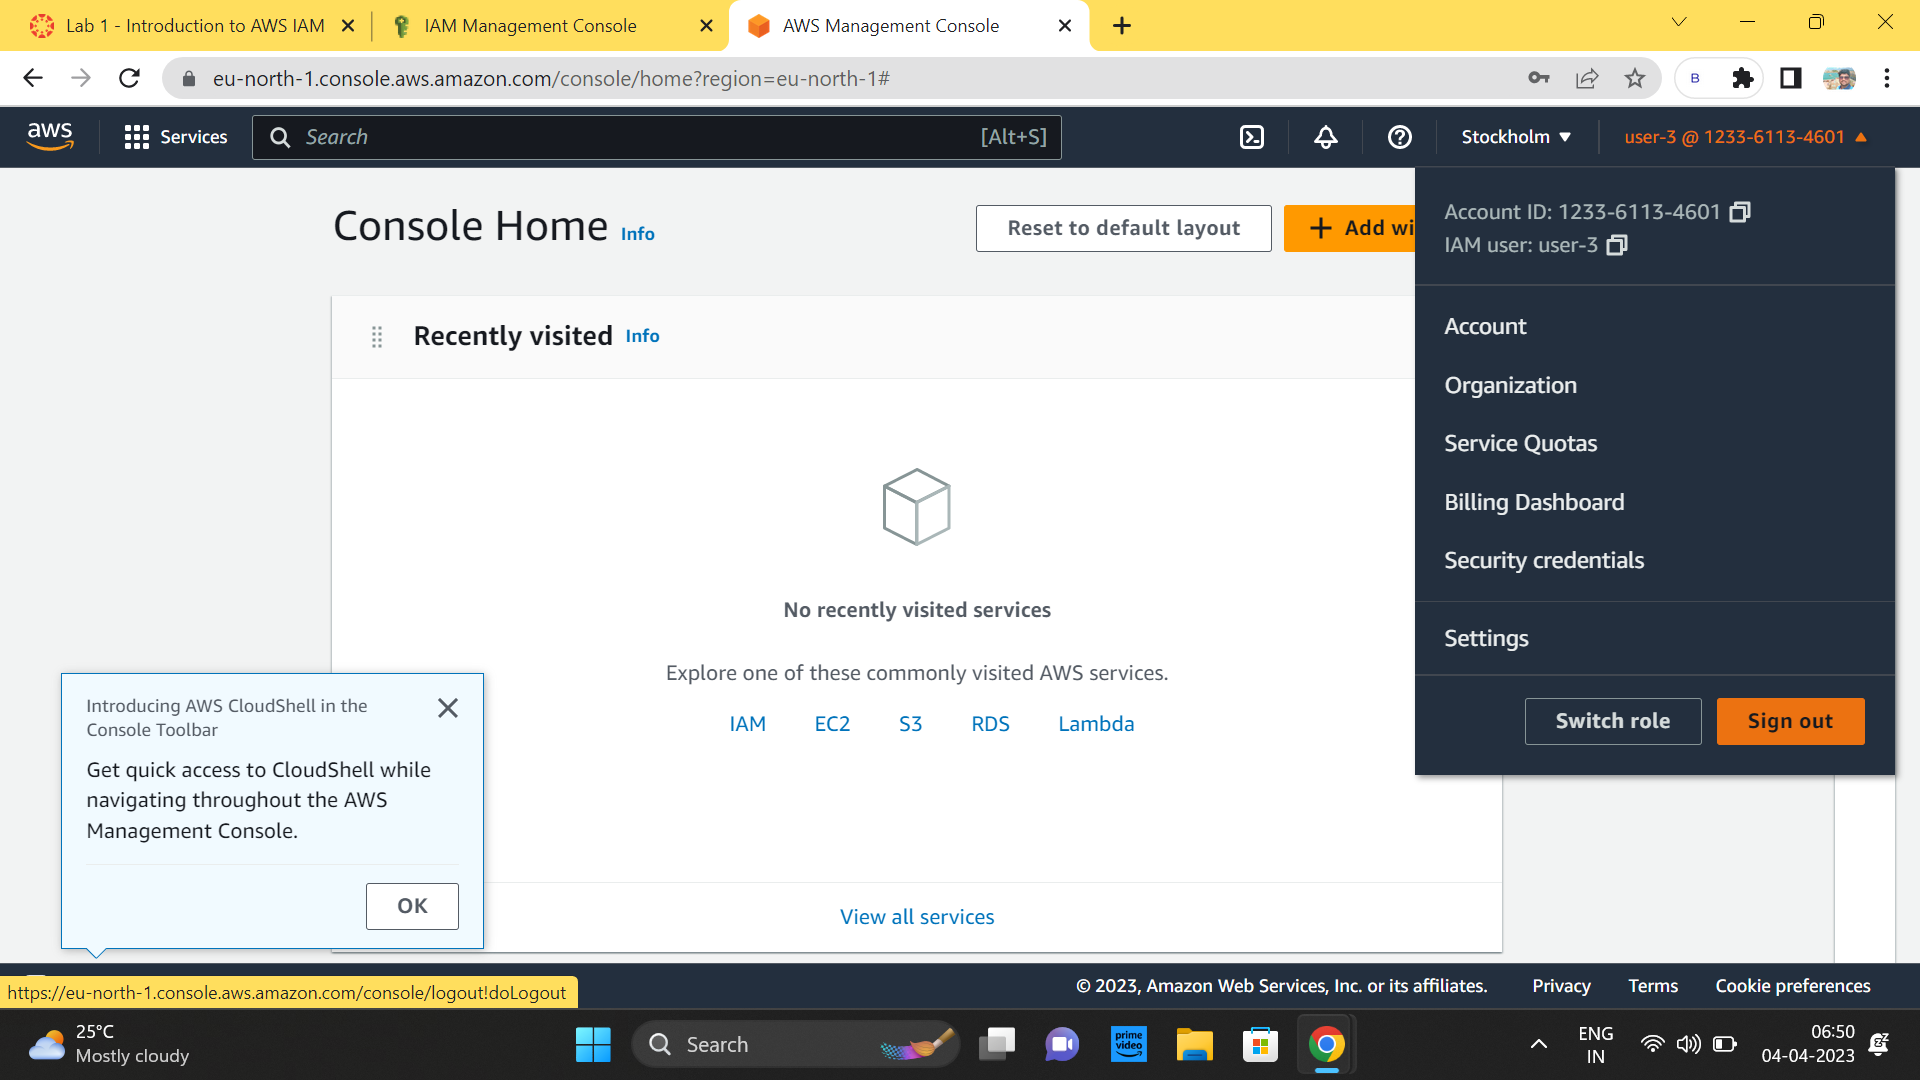 Lab 1 - Introduction to AWS IAM
IAM Management Console
AWS Management Console
eu-north-1.console.aws.amazon.com/console/home?region=eu-north-1#
B
aws
Services
Search
[Alt+S]
Stockholm
user-3 @ 1233-6113-4601
Console Home Info
Reset to default layout
Add wi
Account ID: 1233-6113-4601
IAM user: user-3
Recently visited Info
Account
Organization
Service Quotas
Billing Dashboard
Security credentials
Settings
Switch role
Sign out
No recently visited services
Explore one of these commonly visited AWS services.
IAM EC2 S3 RDS Lambda
View all services
Introducing AWS CloudShell in the
Console Toolbar
Get quick access to CloudShell while
navigating throughout the AWS
Management Console.
OK
https://eu-north-1.console.aws.amazon.com/console/logout!doLogout
© 2023, Amazon Web Services, Inc. or its affiliates.
Privacy
Terms
Cookie preferences
25°C
Mostly cloudy
Search
prime
video
ENG
IN
06:50
04-04-2023